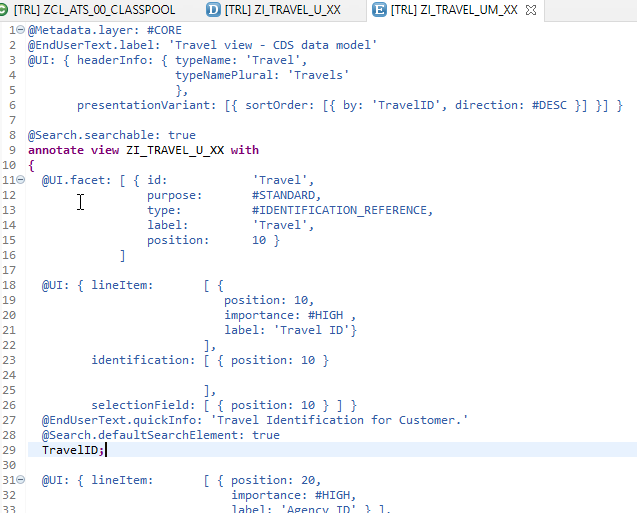 [TRL] ZCL_ATS_00_CLASSPOOL
D [TRL] ZI_TRAVEL_U_XX
E [TRL] ZI_TRAVEL_UM_XX
1 @Metadata.layer: #CORE
2 @EndUserText.label: 'Travel view - CDS data model'
3 @UI: { headerInfo: { typeName: 'Travel',
4 typeNamePlural: 'Travels'
5 },
6 presentationVariant: [{ sortOrder: [{ by: 'TravelID', direction: #DESC }] }] }
7
8 @Search.searchable: true
9 annotate view ZI_TRAVEL_U_XX with
10 {
11 @UI.facet: [ { id: 'Travel',
12 purpose: #STANDARD,
13 type: #IDENTIFICATION_REFERENCE,
14 label: 'Travel',
15 position: 10 }
16 ]
17
18 @UI: { lineItem: [ {
19 position: 10,
20 importance: #HIGH ,
21 label: 'Travel ID'}
22 ],
23 identification: [ { position: 10 }
24
25 ],
26 selectionField: [ { position: 10 } ] }
27 @EndUserText.quickInfo: 'Travel Identification for Customer.'
28 @Search.defaultSearchElement: true
29 TravelID;
30
31 @UI: { lineItem: [ { position: 20,
32 importance: #HIGH,
33 label: 'Agency ID' } ],